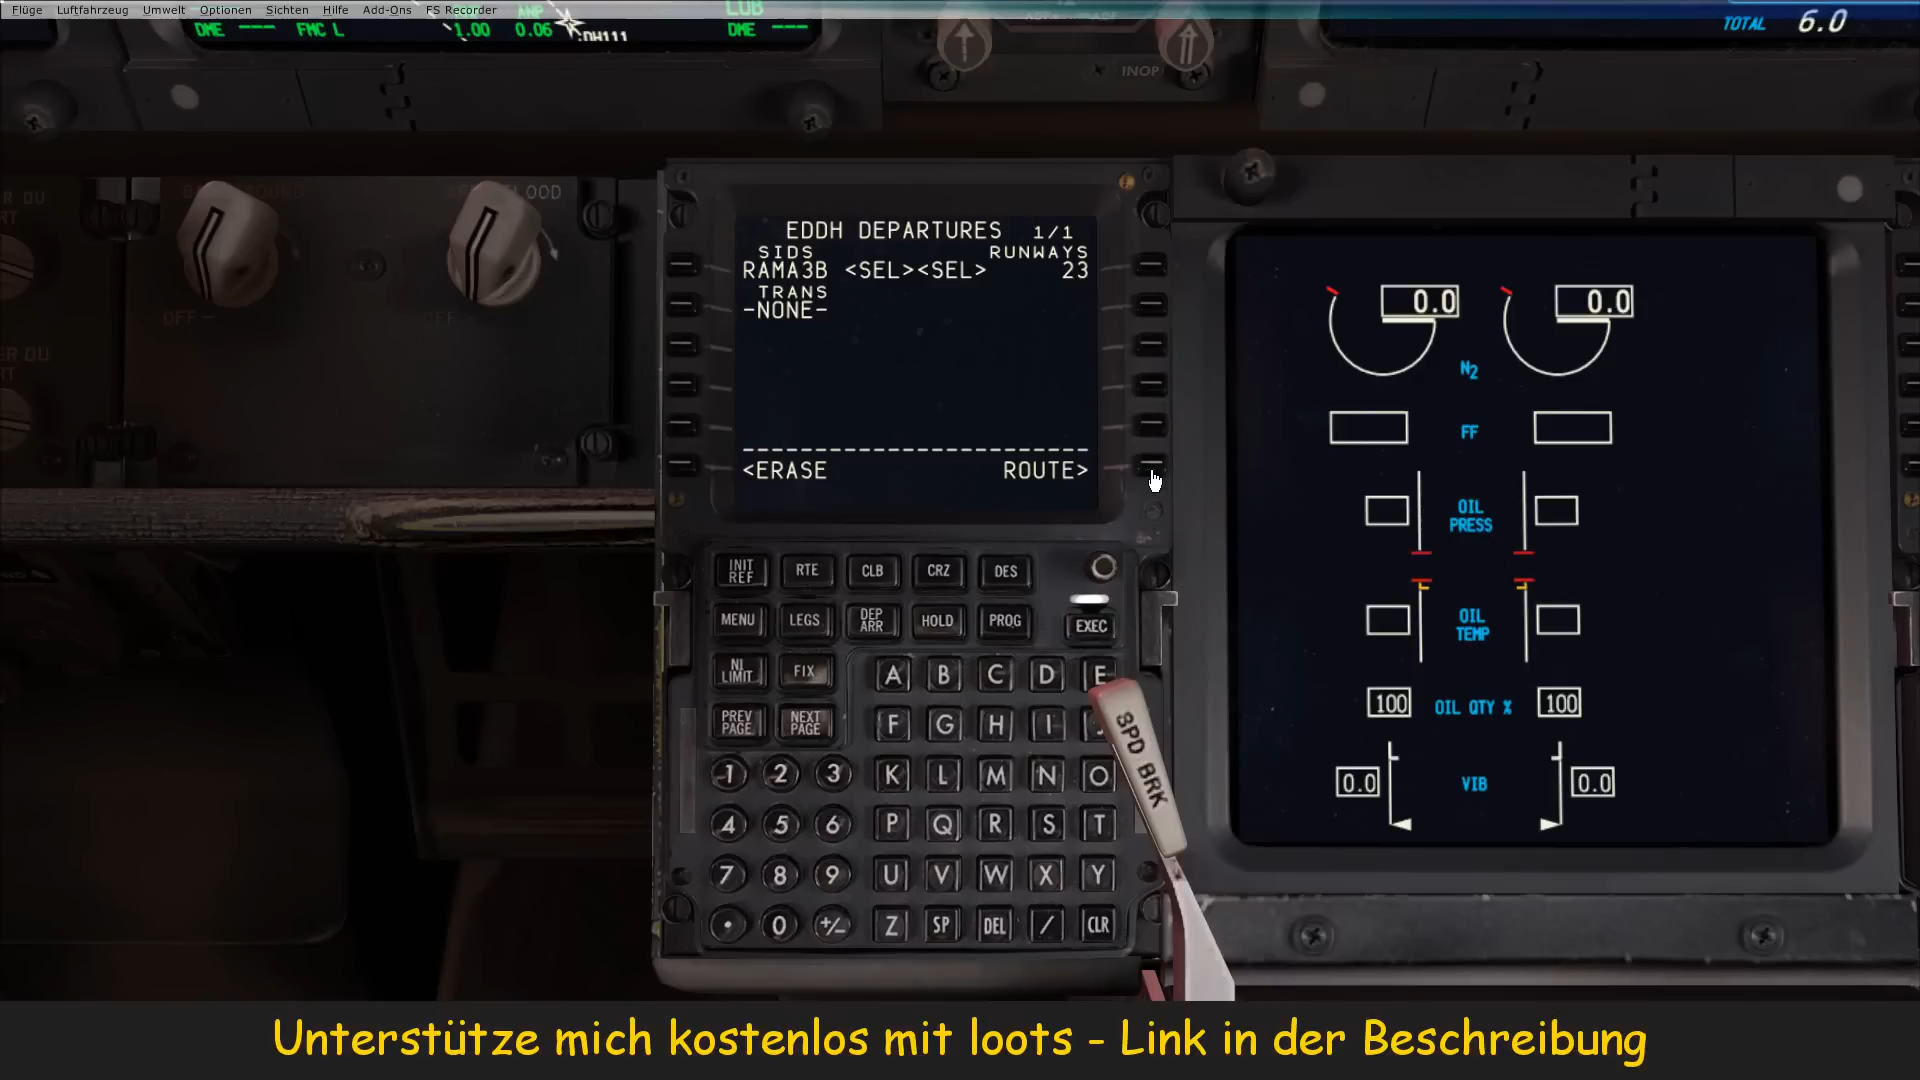 Flüge Luftfahrzeug Umwelt Optionen Sichten Hilfe Add-Ons FS Recorder
DME --- FMC L 1.00 ANP 0.06 DH111 DME ---
TOTAL 6.0
INOP
OFF
OFF
EDDH DEPARTURES 1/1
SIDS RUNWAYS
RAMA3B <SEL><SEL> 23
TRANS
-NONE-
<ERASE ROUTE>
INIT REF RTE CLB CRZ DES
MENU LEGS DEP ARR HOLD PROG EXEC
N1 LIMIT FIX
PREV PAGE NEXT PAGE
A B C D E
F G H I
K L M N O
P Q R S T
U V W X Y
Z SP DEL / CLR
1 2 3
4 5 6
7 8 9
. 0 +/-
SPD BRK
0.0 0.0
N2
FF
OIL PRESS
OIL TEMP
100 OIL QTY % 100
0.0 VIB 0.0
Unterstütze mich kostenlos mit loots - Link in der Beschreibung